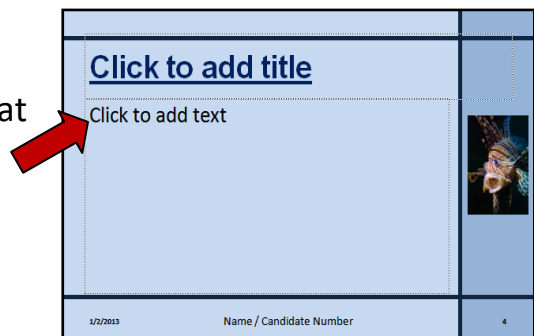 Click to add title
at
Click to add text
1/2/2013 Name / Candidate Number 4